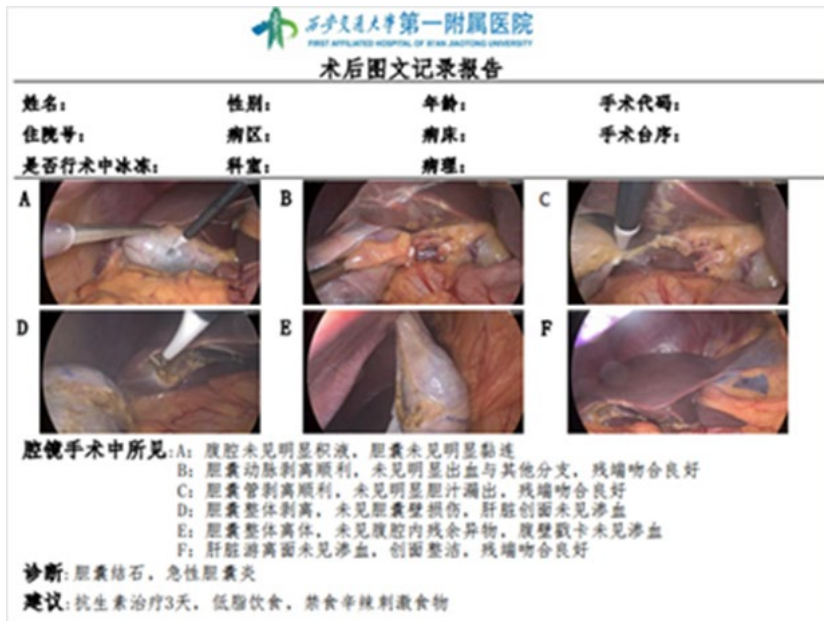 西安交通大学第一附属医院
FIRST AFFILIATED HOSPITAL OF XI'AN JIAOTONG UNIVERSITY
术后图文记录报告
姓名： 性别： 年龄： 手术代码：
住院号： 病区： 病床： 手术台序：
是否行术中冰冻： 科室： 病理：
A B C
D E F
腔镜手术中所见:A：腹腔未见明显积液，胆囊未见明显黏连
B：胆囊动脉剥离顺利，未见明显出血与其他分支，残端吻合良好
C：胆囊管剥离顺利，未见明显胆汁漏出，残端吻合良好
D：胆囊整体剥离，未见胆囊壁损伤，肝脏创面未见渗血
E：胆囊整体离体，未见腹腔内残余异物，腹壁戳卡未见渗血
F：肝脏游离面未见渗血，创面整洁，残端吻合良好
诊断:胆囊结石，急性胆囊炎
建议:抗生素治疗3天，低脂饮食，禁食辛辣刺激食物